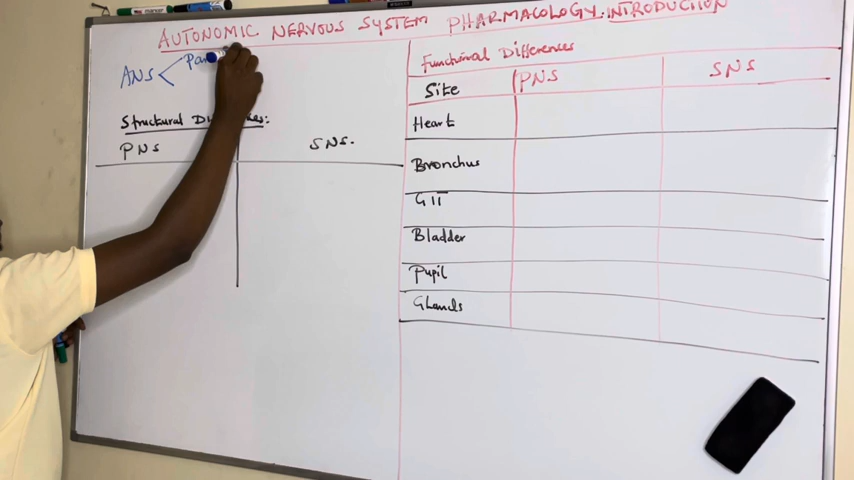 AUTONOMIC NERVOUS SYSTEM PHARMACOLOGY. INTRODUCTION
ANS
Structural
PNS SNS.
Functional Differences
Site PNS SNS
Heart
Bronchus
GIT
Bladder
Pupil
Glands